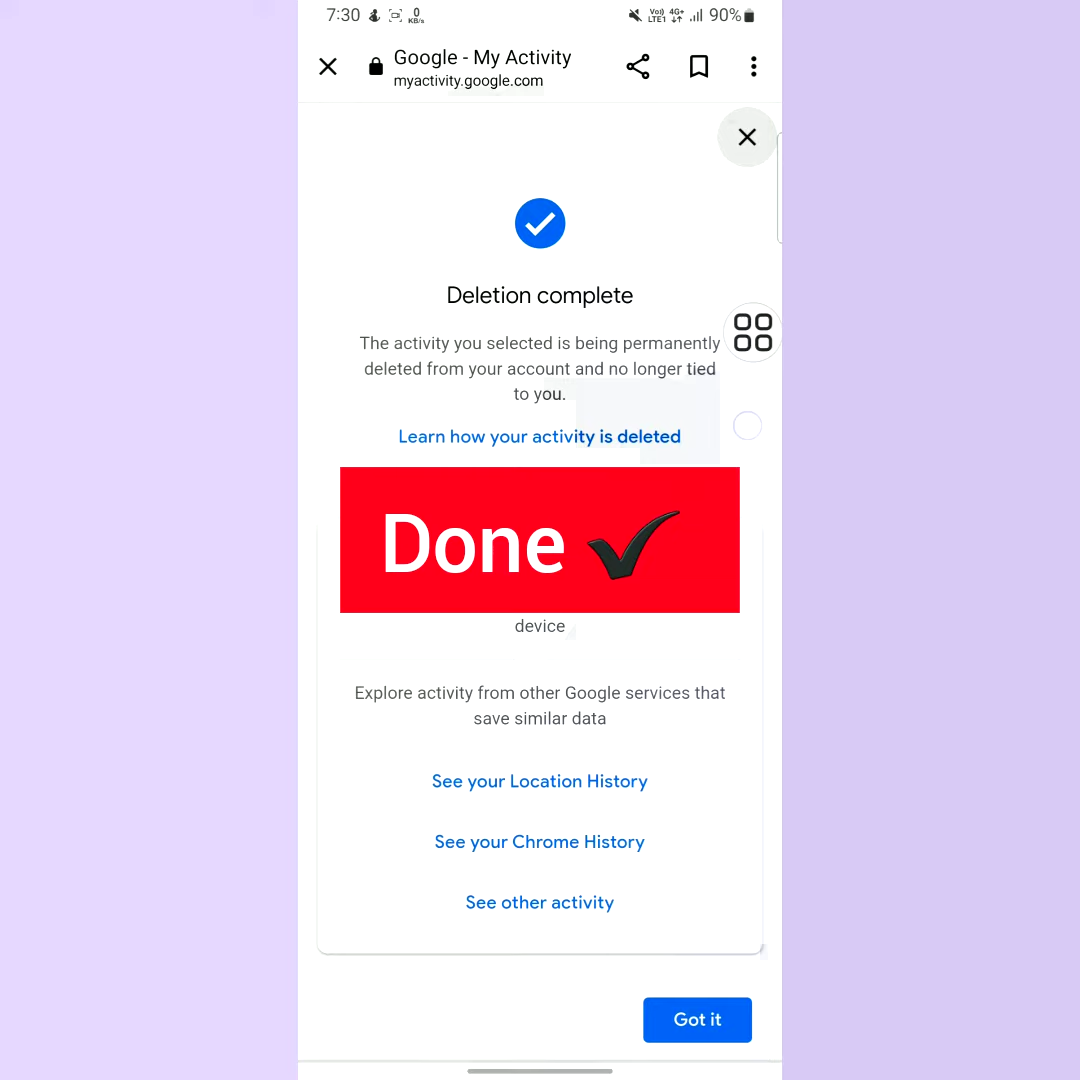 7:30
0
KB/s
Vo))
LTE1
4G+
90%
Google - My Activity
myactivity.google.com
Deletion complete
The activity you selected is being permanently
deleted from your account and no longer tied
to you.
Learn how your activity is deleted
Done ✔
device
Explore activity from other Google services that
save similar data
See your Location History
See your Chrome History
See other activity
Got it